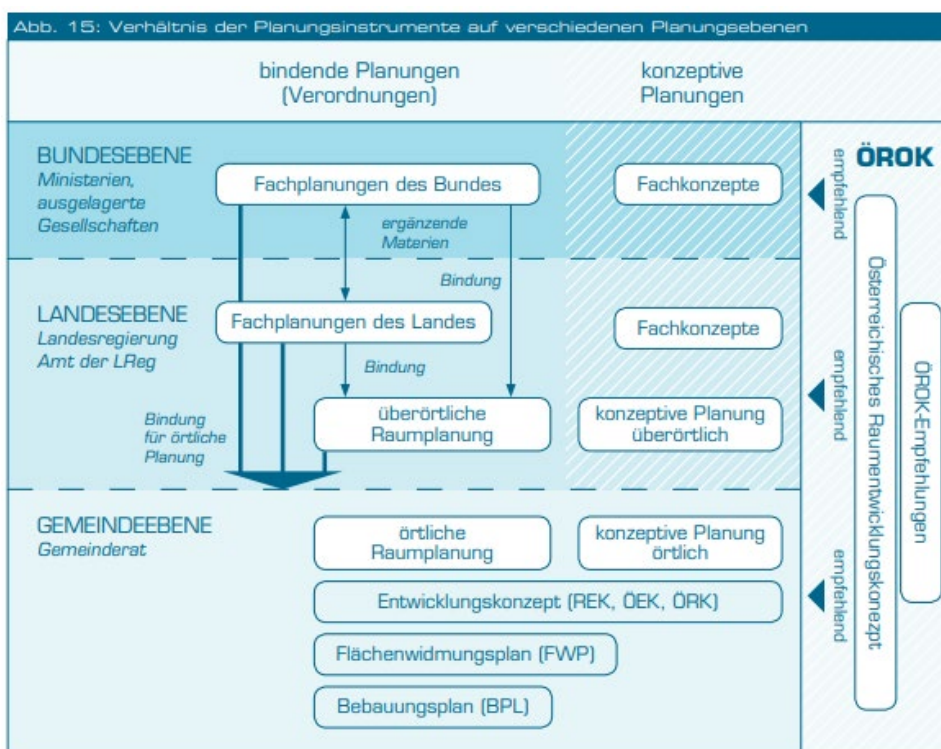 Abb. 15: Verhältnis der Planungsinstrumente auf verschiedenen Planungsebenen
bindende Planungen
(Verordnungen)
konzeptive
Planungen
BUNDESEBENE
Ministerien,
ausgelagerte
Gesellschaften
Fachplanungen des Bundes
Fachkonzepte
ergänzende
Materien
Bindung
LANDESEBENE
Landesregierung
Amt der LReg
Fachplanungen des Landes
Fachkonzepte
Bindung
Bindung
für örtliche
Planung
überörtliche
Raumplanung
konzeptive Planung
überörtlich
GEMEINDEEBENE
Gemeinderat
örtliche
Raumplanung
konzeptive Planung
örtlich
Entwicklungskonzept (REK, ÖEK, ÖRK)
Flächenwidmungsplan (FWP)
Bebauungsplan (BPL)
empfehlend
empfehlend
empfehlend
ÖROK
Österreichisches Raumentwicklungskonezpt
ÖROK-Empfehlungen